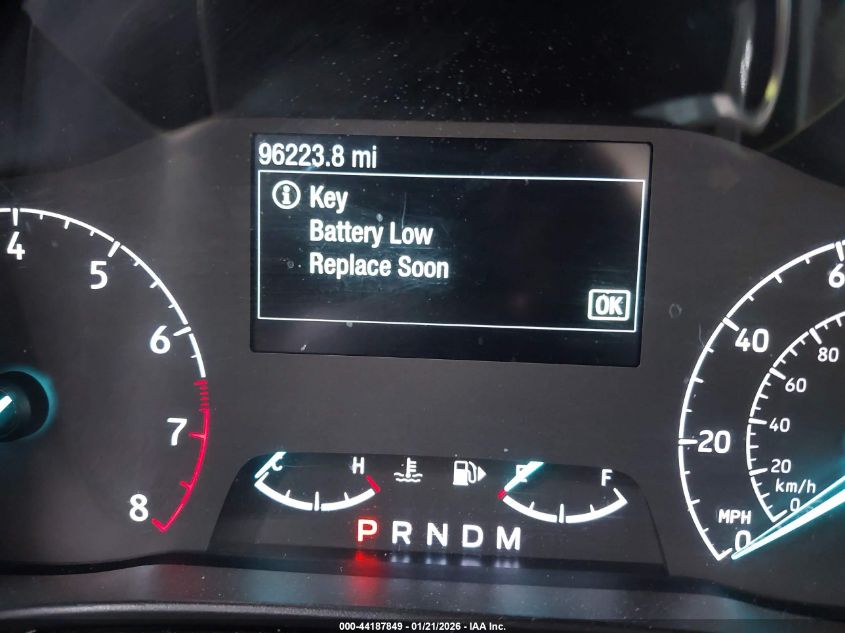 96223.8 mi
i Key
Battery Low
Replace Soon
OK
4
5
6
7
8
C H
E F
P R N D M
6
40
20
0
MPH
80
60
40
20
0
km/h
000-44187849 - 01/21/2026 - IAA Inc.